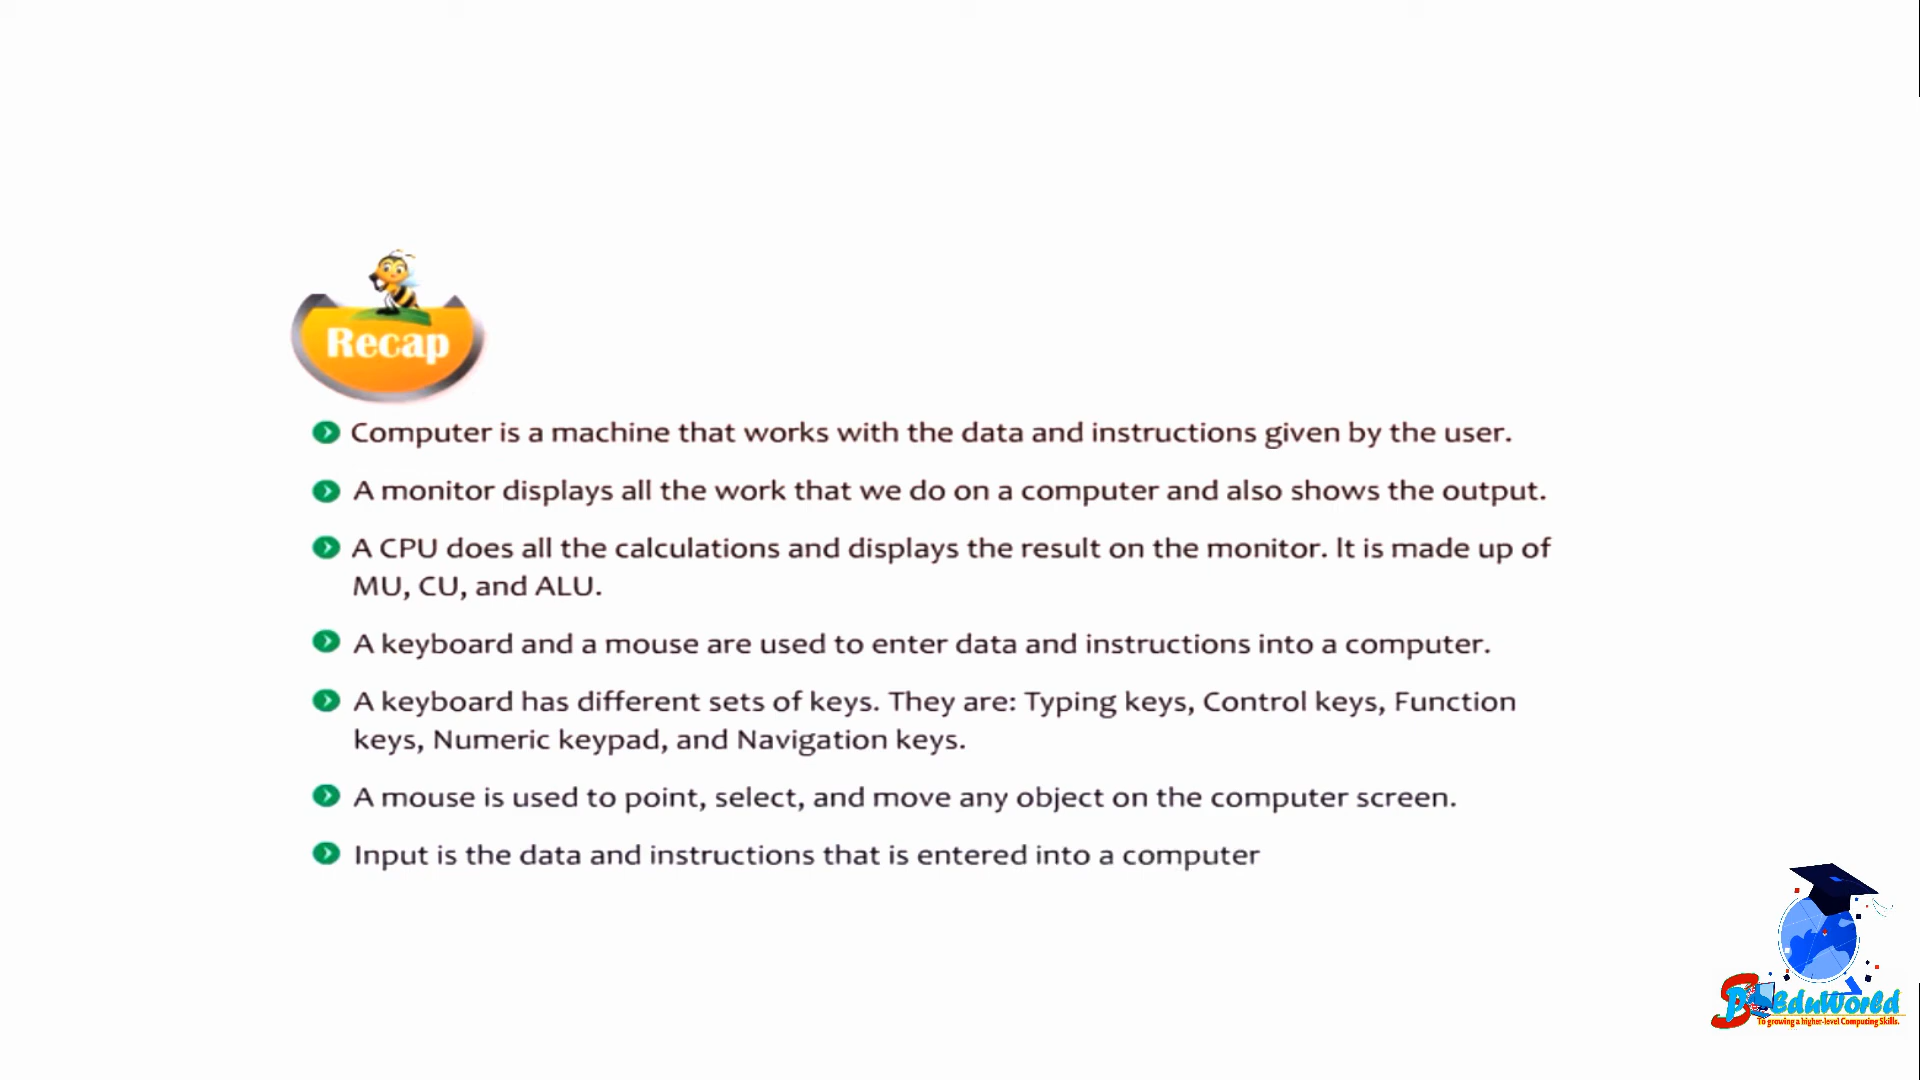 Recap
Computer is a machine that works with the data and instructions given by the user.
A monitor displays all the work that we do on a computer and also shows the output.
A CPU does all the calculations and displays the result on the monitor. It is made up of
MU, CU, and ALU.
A keyboard and a mouse are used to enter data and instructions into a computer.
A keyboard has different sets of keys. They are: Typing keys, Control keys, Function
keys, Numeric keypad, and Navigation keys.
A mouse is used to point, select, and move any object on the computer screen.
Input is the data and instructions that is entered into a computer
SP EduWorld
To growing a higher-level Computing Skills.